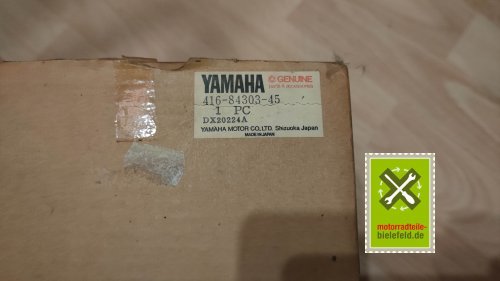 YAMAHA GENUINE
PARTS & ACCESSORIES
416-84303-45
1 PC
DX20224A
YAMAHA MOTOR CO., LTD. Shizuoka Japan
MADE IN JAPAN
motorradteile-
bielefeld.de